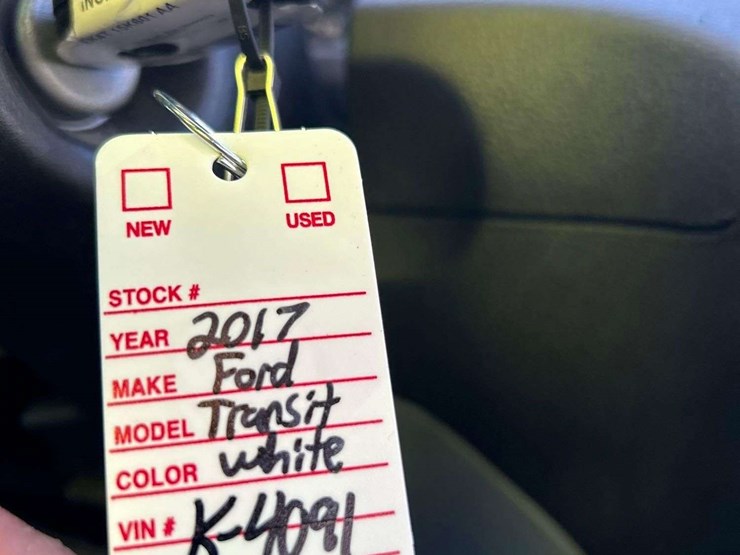 NEW USED
STOCK #
YEAR 2017
MAKE Ford
MODEL Transit
COLOR white
VIN # K-4091